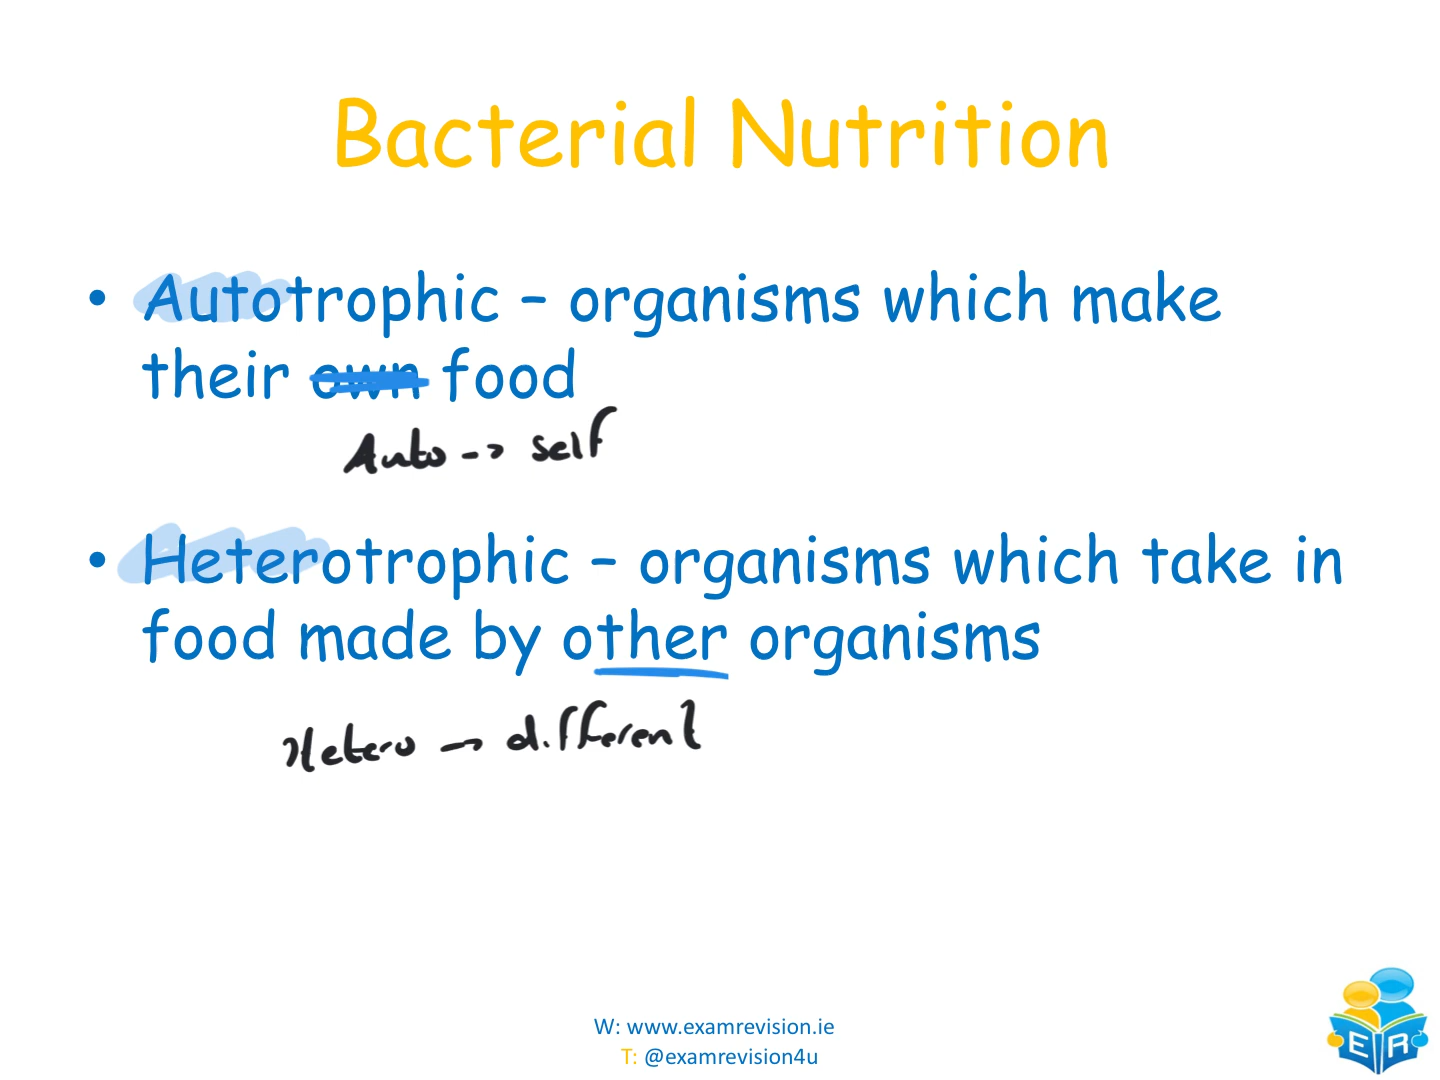 Bacterial Nutrition
• Autotrophic – organisms which make
their own food
Auto -> self
• Heterotrophic – organisms which take in
food made by other organisms
Hetero -> different
W: www.examrevision.ie
T: @examrevision4u
E R